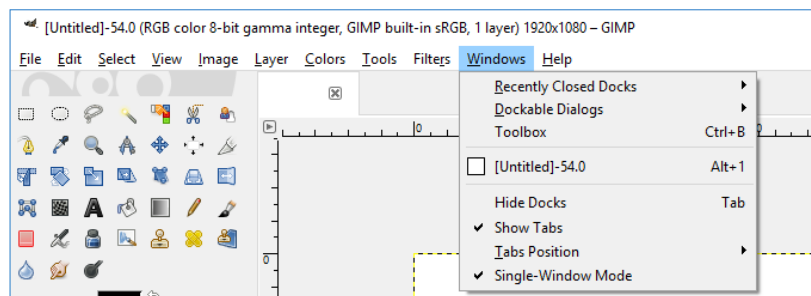 [Untitled]-54.0 (RGB color 8-bit gamma integer, GIMP built-in sRGB, 1 layer) 1920x1080 – GIMP
File Edit Select View Image Layer Colors Tools Filters Windows Help
Recently Closed Docks
Dockable Dialogs
Toolbox Ctrl+B
[Untitled]-54.0 Alt+1
Hide Docks Tab
Show Tabs
Tabs Position
Single-Window Mode
0
0